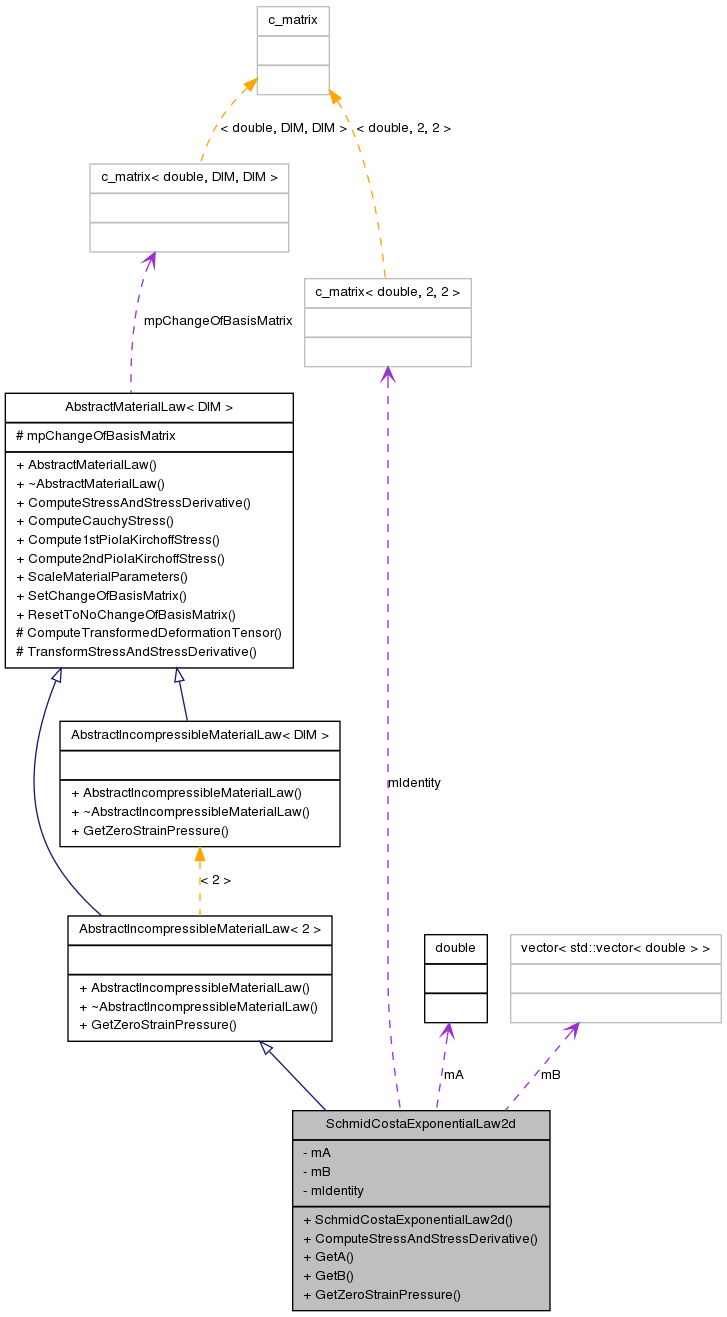 c_matrix
< double, DIM, DIM >
< double, 2, 2 >
c_matrix< double, DIM, DIM >
c_matrix< double, 2, 2 >
mpChangeOfBasisMatrix
AbstractMaterialLaw< DIM >
# mpChangeOfBasisMatrix
+ AbstractMaterialLaw()
+ ~AbstractMaterialLaw()
+ ComputeStressAndStressDerivative()
+ ComputeCauchyStress()
+ Compute1stPiolaKirchoffStress()
+ Compute2ndPiolaKirchoffStress()
+ ScaleMaterialParameters()
+ SetChangeOfBasisMatrix()
+ ResetToNoChangeOfBasisMatrix()
# ComputeTransformedDeformationTensor()
# TransformStressAndStressDerivative()
AbstractIncompressibleMaterialLaw< DIM >
+ AbstractIncompressibleMaterialLaw()
+ ~AbstractIncompressibleMaterialLaw()
+ GetZeroStrainPressure()
mIdentity
< 2 >
AbstractIncompressibleMaterialLaw< 2 >
+ AbstractIncompressibleMaterialLaw()
+ ~AbstractIncompressibleMaterialLaw()
+ GetZeroStrainPressure()
double
vector< std::vector< double > >
mA
mB
SchmidCostaExponentialLaw2d
- mA
- mB
- mIdentity
+ SchmidCostaExponentialLaw2d()
+ ComputeStressAndStressDerivative()
+ GetA()
+ GetB()
+ GetZeroStrainPressure()